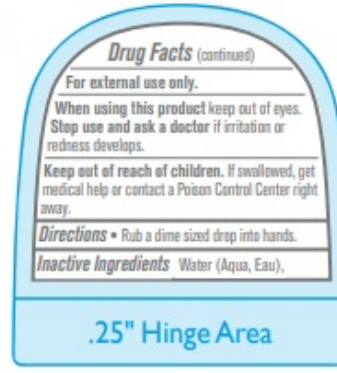 Drug Facts (continued)
For external use only.
When using this product keep out of eyes.
Stop use and ask a doctor if irritation or
redness develops.
Keep out of reach of children. If swallowed, get
medical help or contact a Poison Control Center right
away.
Directions • Rub a dime sized drop into hands.
Inactive Ingredients Water (Aqua, Eau),
.25" Hinge Area